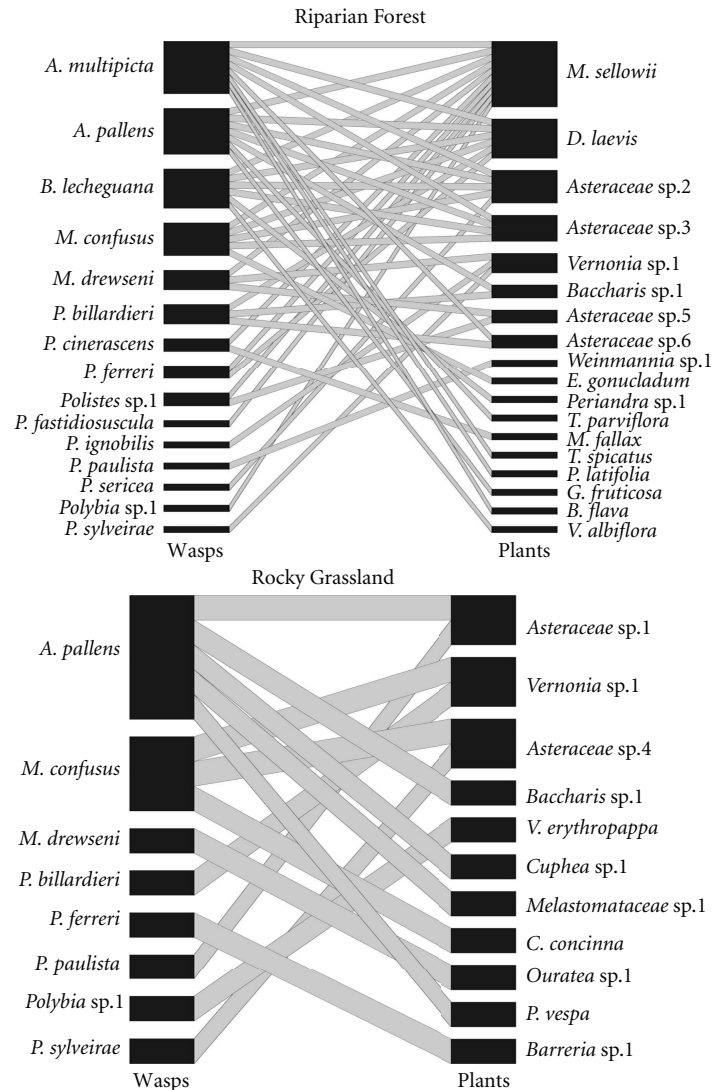 Riparian Forest
A. multipicta
A. pallens
B. lecheguana
M. confusus
M. drewseni
P. billardieri
P. cinerascens
P. ferreri
Polistes sp.1
P. fastidiosuscula
P. ignobilis
P. paulista
P. sericea
Polybia sp.1
P. sylveirae
Wasps
M. sellowii
D. laevis
Asteraceae sp.2
Asteraceae sp.3
Vernonia sp.1
Baccharis sp.1
Asteraceae sp.5
Asteraceae sp.6
Weinmannia sp.1
E. gonucladum
Periandra sp.1
T. parviflora
M. fallax
T. spicatus
P. latifolia
G. fruticosa
B. flava
V. albiflora
Plants
Rocky Grassland
A. pallens
M. confusus
M. drewseni
P. billardieri
P. ferreri
P. paulista
Polybia sp.1
P. sylveirae
Wasps
Asteraceae sp.1
Vernonia sp.1
Asteraceae sp.4
Baccharis sp.1
V. erythropappa
Cuphea sp.1
Melastomataceae sp.1
C. concinna
Ouratea sp.1
P. vespa
Barreria sp.1
Plants